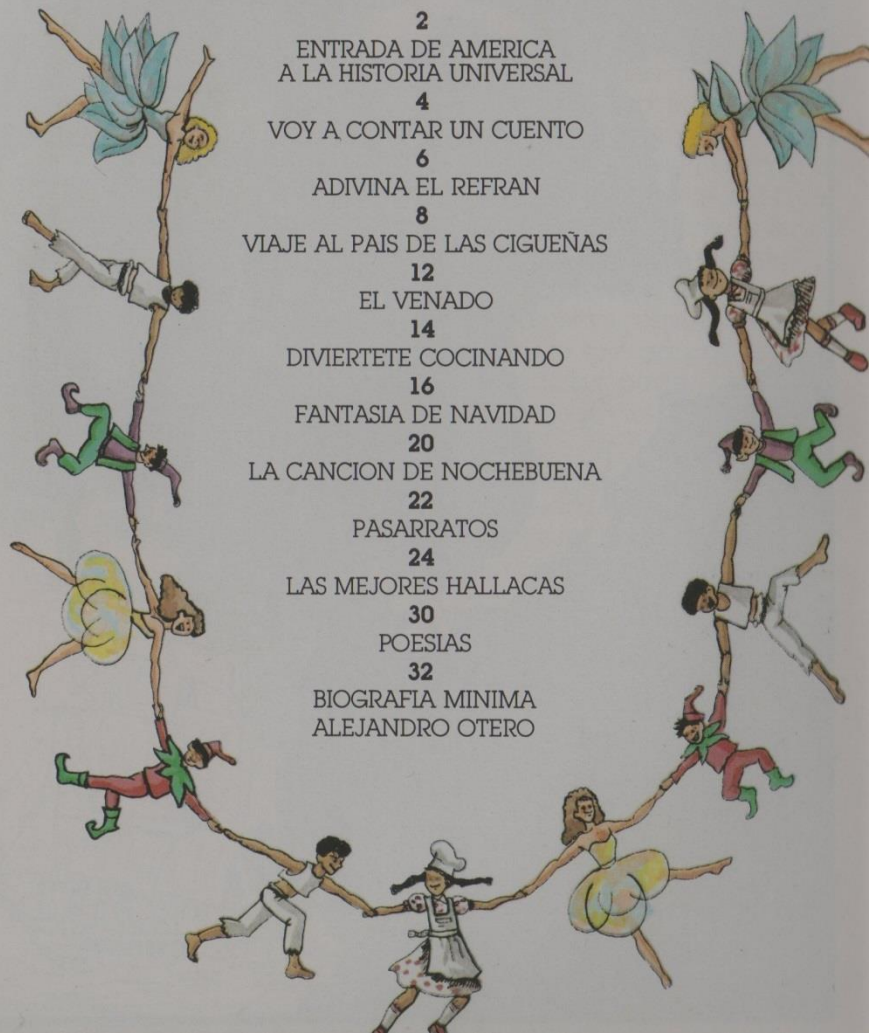 2
ENTRADA DE AMERICA
A LA HISTORIA UNIVERSAL
4
VOY A CONTAR UN CUENTO
6
ADIVINA EL REFRAN
8
VIAJE AL PAIS DE LAS CIGUEÑAS
12
EL VENADO
14
DIVIERTETE COCINANDO
16
FANTASIA DE NAVIDAD
20
LA CANCION DE NOCHEBUENA
22
PASARRATOS
24
LAS MEJORES HALLACAS
30
POESIAS
32
BIOGRAFIA MINIMA
ALEJANDRO OTERO